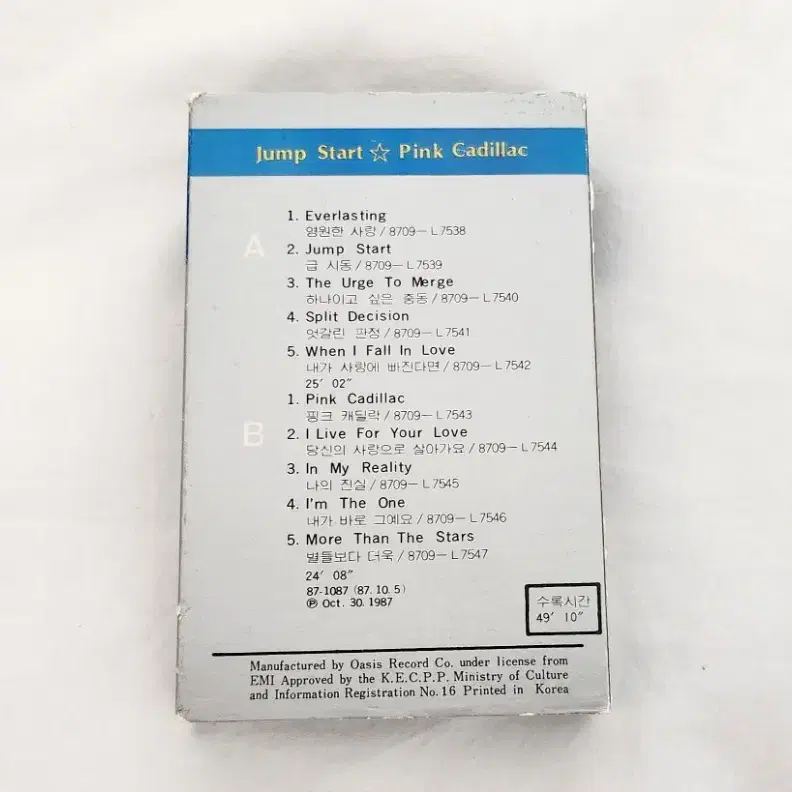 Jump Start ☆ Pink Cadillac
A
1. Everlasting
영원한 사랑 / 8709－L7538
2. Jump Start
급 시동 / 8709－L7539
3. The Urge To Merge
하나이고 싶은 충동 / 8709－L7540
4. Split Decision
엇갈린 판정 / 8709－L7541
5. When I Fall In Love
내가 사랑에 빠진다면 / 8709－L7542
25′ 02″
B
1. Pink Cadillac
핑크 캐딜락 / 8709－L7543
2. I Live For Your Love
당신의 사랑으로 살아가요 / 8709－L7544
3. In My Reality
나의 진실 / 8709－L7545
4. I'm The One
내가 바로 그예요 / 8709－L7546
5. More Than The Stars
별들보다 더욱 / 8709－L7547
24′ 08″
87-1087 (87. 10. 5)
Ⓟ Oct. 30. 1987
수록시간
49′ 10″
Manufactured by Oasis Record Co. under license from
EMI Approved by the K.E.C.P.P. Ministry of Culture
and Information Registration No. 16 Printed in Korea